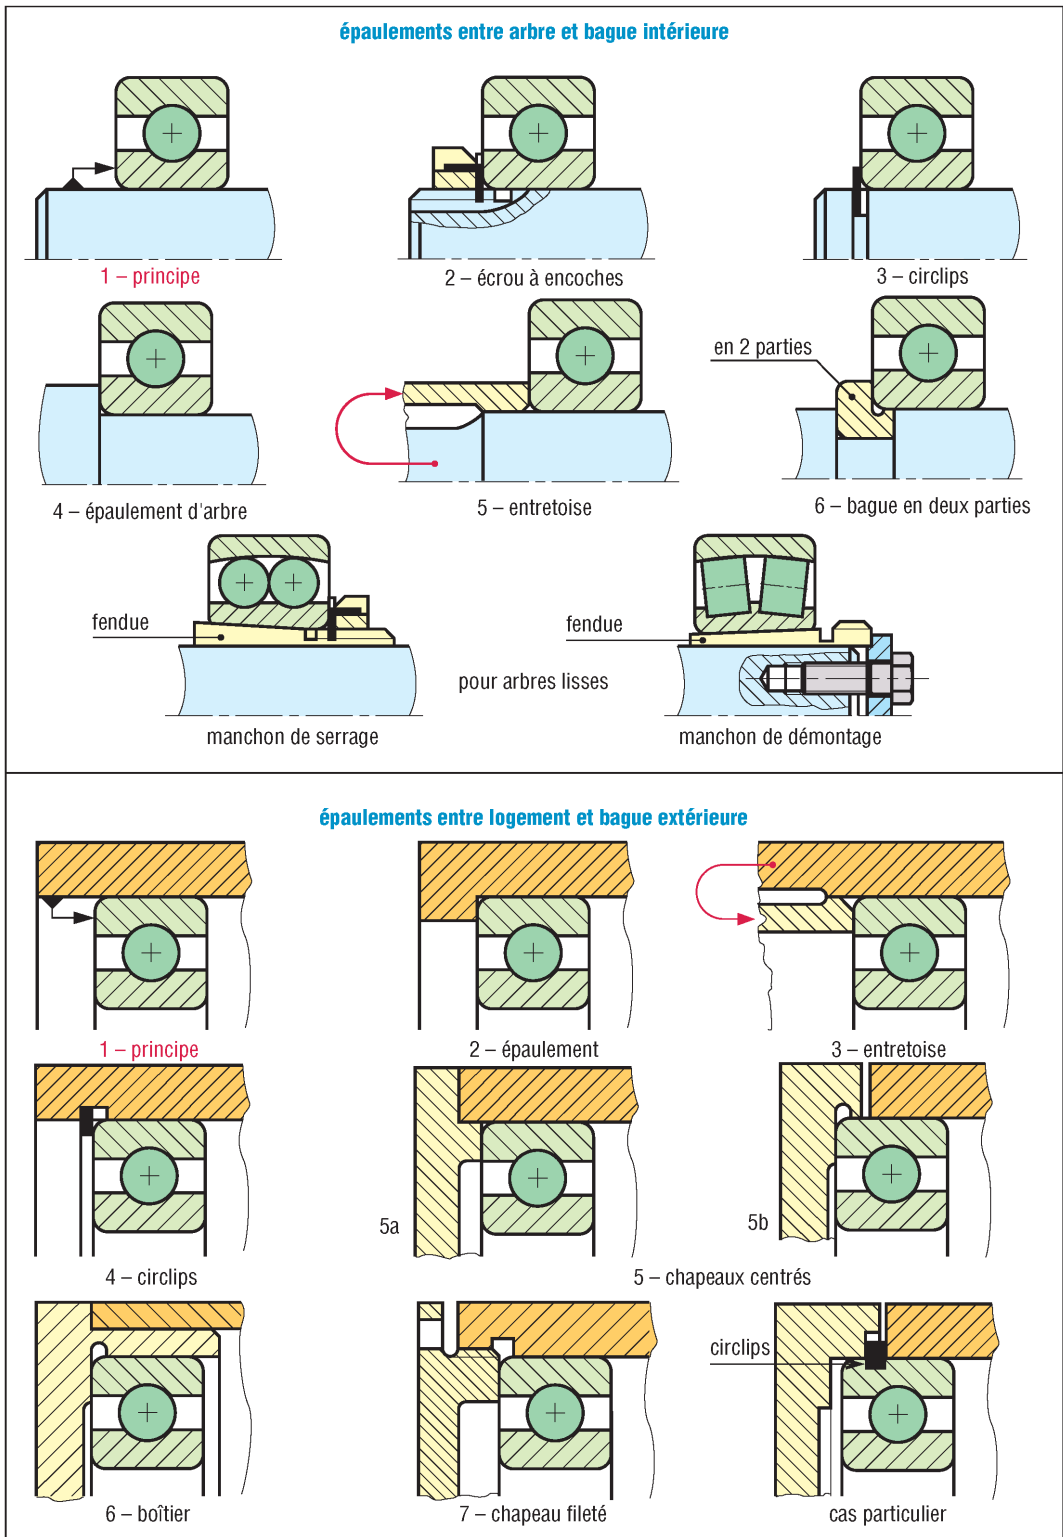 épaulements entre arbre et bague intérieure
1 – principe
2 – écrou à encoches
3 – circlips
en 2 parties
4 – épaulement d'arbre
5 – entretoise
6 – bague en deux parties
fendue
fendue
pour arbres lisses
manchon de serrage
manchon de démontage
épaulements entre logement et bague extérieure
1 – principe
2 – épaulement
3 – entretoise
5a
5b
4 – circlips
5 – chapeaux centrés
circlips
6 – boîtier
7 – chapeau fileté
cas particulier